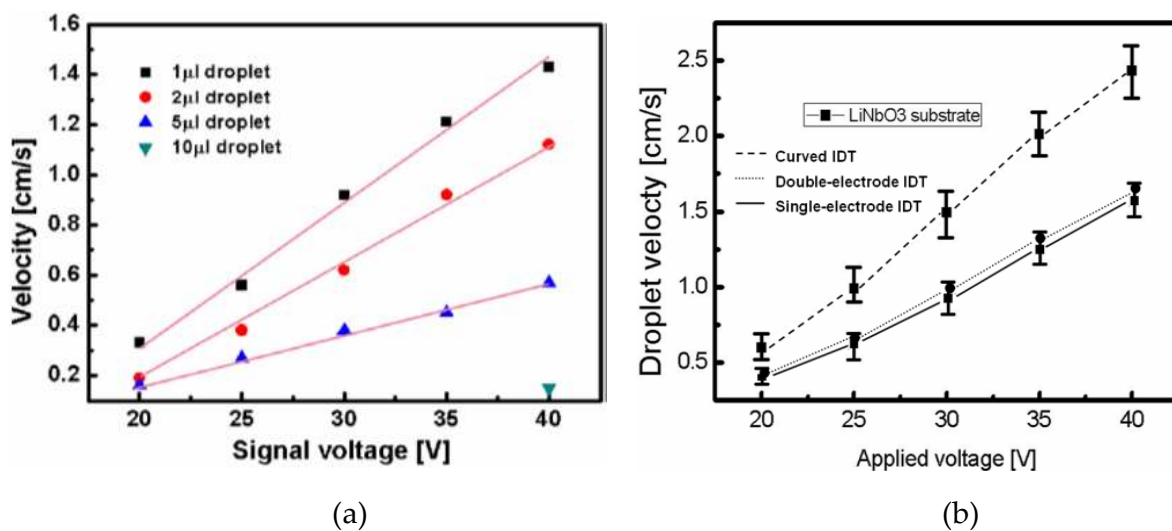 1.6
1.4
1.2
1.0
0.8
0.6
0.4
0.2
Velocity [cm/s]
1μl droplet
2μl droplet
5μl droplet
10μl droplet
20 25 30 35 40
Signal voltage [V]
(a)
2.5
2.0
1.5
1.0
0.5
Droplet velocty [cm/s]
LiNbO3 substrate
Curved IDT
Double-electrode IDT
Single-electrode IDT
20 25 30 35 40
Applied voltage [V]
(b)